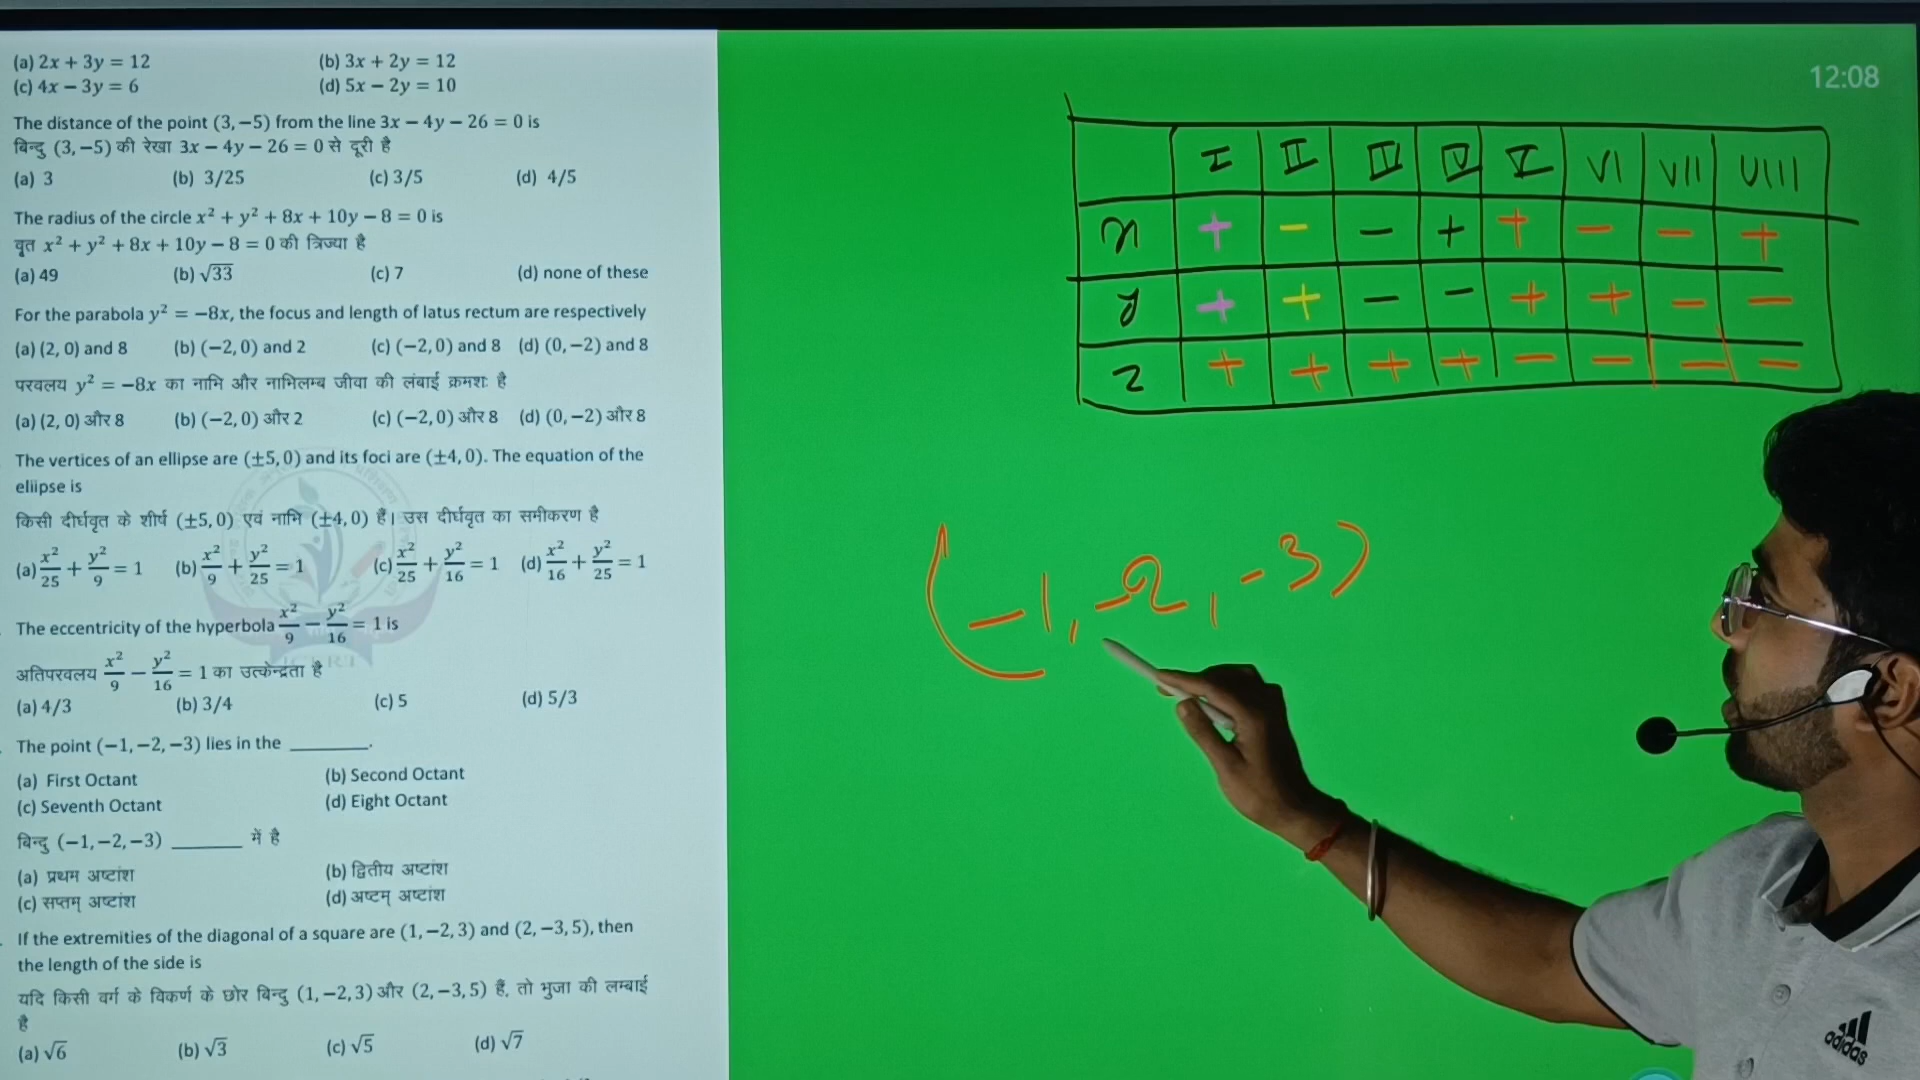 (a) 2x + 3y = 12 (b) 3x + 2y = 12
(c) 4x − 3y = 6 (d) 5x − 2y = 10
The distance of the point (3, −5) from the line 3x − 4y − 26 = 0 is
बिन्दु (3, −5) की रेखा 3x − 4y − 26 = 0 से दूरी है
(a) 3 (b) 3/25 (c) 3/5 (d) 4/5
The radius of the circle x² + y² + 8x + 10y − 8 = 0 is
वृत x² + y² + 8x + 10y − 8 = 0 की त्रिज्या है
(a) 49 (b) √33 (c) 7 (d) none of these
For the parabola y² = −8x, the focus and length of latus rectum are respectively
(a) (2, 0) and 8 (b) (−2, 0) and 2 (c) (−2, 0) and 8 (d) (0, −2) and 8
परवलय y² = −8x का नाभि और नाभिलम्ब जीवा की लंबाई क्रमशः है
(a) (2, 0) और 8 (b) (−2, 0) और 2 (c) (−2, 0) और 8 (d) (0, −2) और 8
The vertices of an ellipse are (±5, 0) and its foci are (±4, 0). The equation of the
eliipse is
किसी दीर्घवृत के शीर्ष (±5, 0) एवं नाभि (±4, 0) हैं। उस दीर्घवृत का समीकरण है
(a) x²/25 + y²/9 = 1 (b) x²/9 + y²/25 = 1 (c) x²/25 + y²/16 = 1 (d) x²/16 + y²/25 = 1
The eccentricity of the hyperbola x²/9 − y²/16 = 1 is
अतिपरवलय x²/9 − y²/16 = 1 का उत्केन्द्रता है
(a) 4/3 (b) 3/4 (c) 5 (d) 5/3
The point (−1, −2, −3) lies in the ________.
(a) First Octant (b) Second Octant
(c) Seventh Octant (d) Eight Octant
बिन्दु (−1, −2, −3) ________ में है
(a) प्रथम अष्टांश (b) द्वितीय अष्टांश
(c) सप्तम् अष्टांश (d) अष्टम् अष्टांश
If the extremities of the diagonal of a square are (1, −2, 3) and (2, −3, 5), then
the length of the side is
यदि किसी वर्ग के विकर्ण के छोर बिन्दु (1, −2, 3) और (2, −3, 5) हैं, तो भुजा की लम्बाई
है
(a) √6 (b) √3 (c) √5 (d) √7
12:08
I II III IV V VI VII VIII
x + − − + + − − +
y + + − − + + − −
z + + + + − − − −
(−1, −2, −3)
adidas